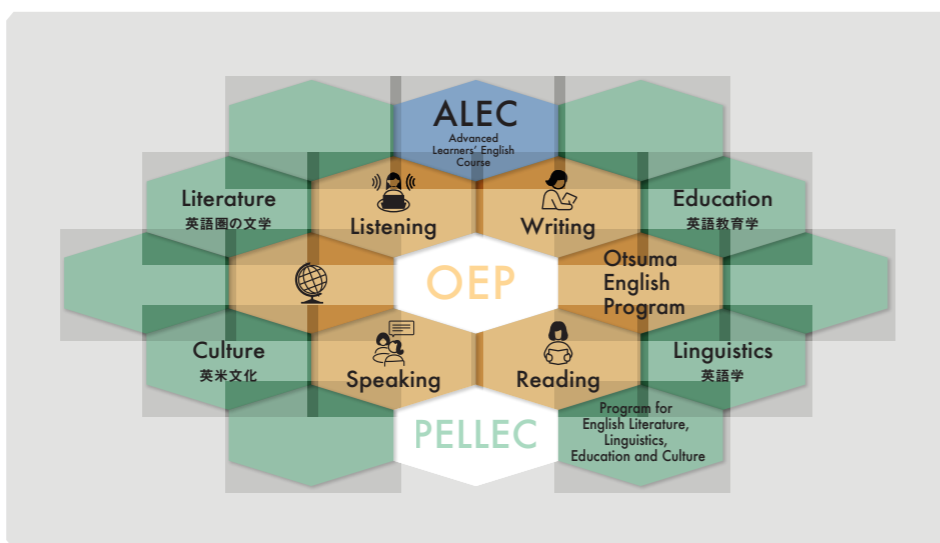 ALEC
Advanced
Learners' English
Course
Literature
英語圏の文学
Listening
Writing
Education
英語教育学
OEP
Otsuma
English
Program
Culture
英米文化
Speaking
Reading
Linguistics
英語学
PELLEC
Program for
English Literature,
Linguistics,
Education and Culture